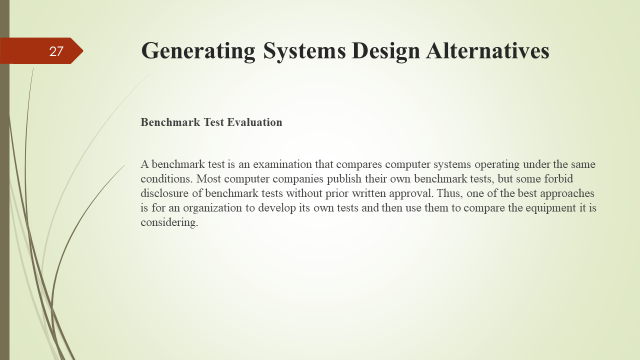 27
Generating Systems Design Alternatives
Benchmark Test Evaluation
A benchmark test is an examination that compares computer systems operating under the same
conditions. Most computer companies publish their own benchmark tests, but some forbid
disclosure of benchmark tests without prior written approval. Thus, one of the best approaches
is for an organization to develop its own tests and then use them to compare the equipment it is
considering.